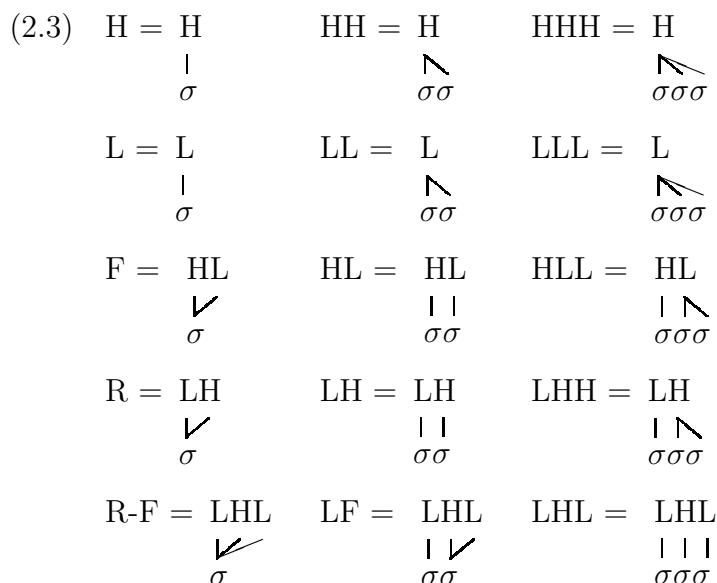 (2.3) H = H HH = H HHH = H
σ σσ σσσ
L = L LL = L LLL = L
σ σσ σσσ
F = HL HL = HL HLL = HL
σ σσ σσσ
R = LH LH = LH LHH = LH
σ σσ σσσ
R-F = LHL LF = LHL LHL = LHL
σ σσ σσσ